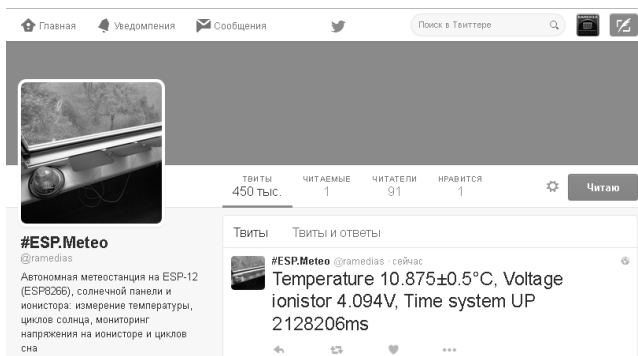 Главная Уведомления Сообщения Поиск в Твиттере
ТВИТЫ ЧИТАЕМЫЕ ЧИТАТЕЛИ НРАВИТСЯ
450 тыс. 1 91 1
Читаю
#ESP.Meteo
@ramedias
Автономная метеостанция на ESP-12
(ESP8266), солнечной панели и
ионистора: измерение температуры,
циклов солнца, мониторинг
напряжения на ионисторе и циклов
сна
Твиты Твиты и ответы
#ESP.Meteo @ramedias · сейчас
Temperature 10.875±0.5°C, Voltage
ionistor 4.094V, Time system UP
2128206ms